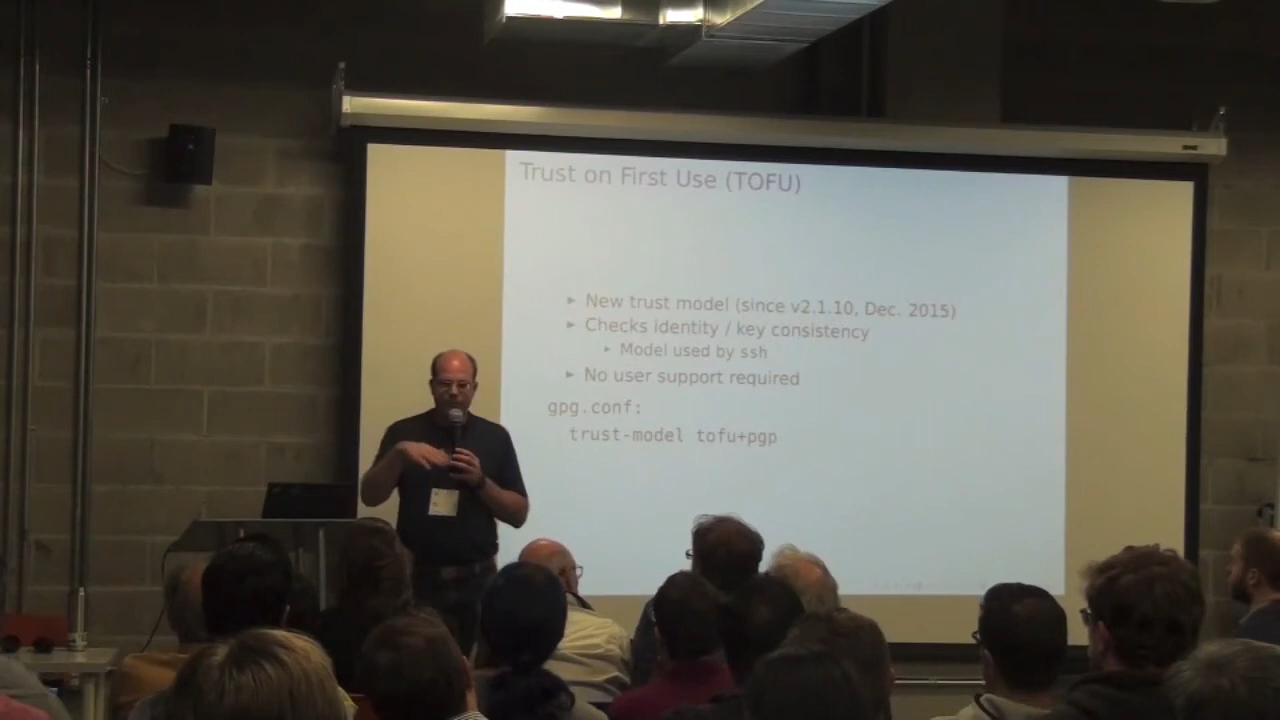 Trust on First Use (TOFU)
▸ New trust model (since v2.1.10, Dec. 2015)
▸ Checks identity / key consistency
▸ Model used by ssh
▸ No user support required
gpg.conf:
trust-model tofu+pgp